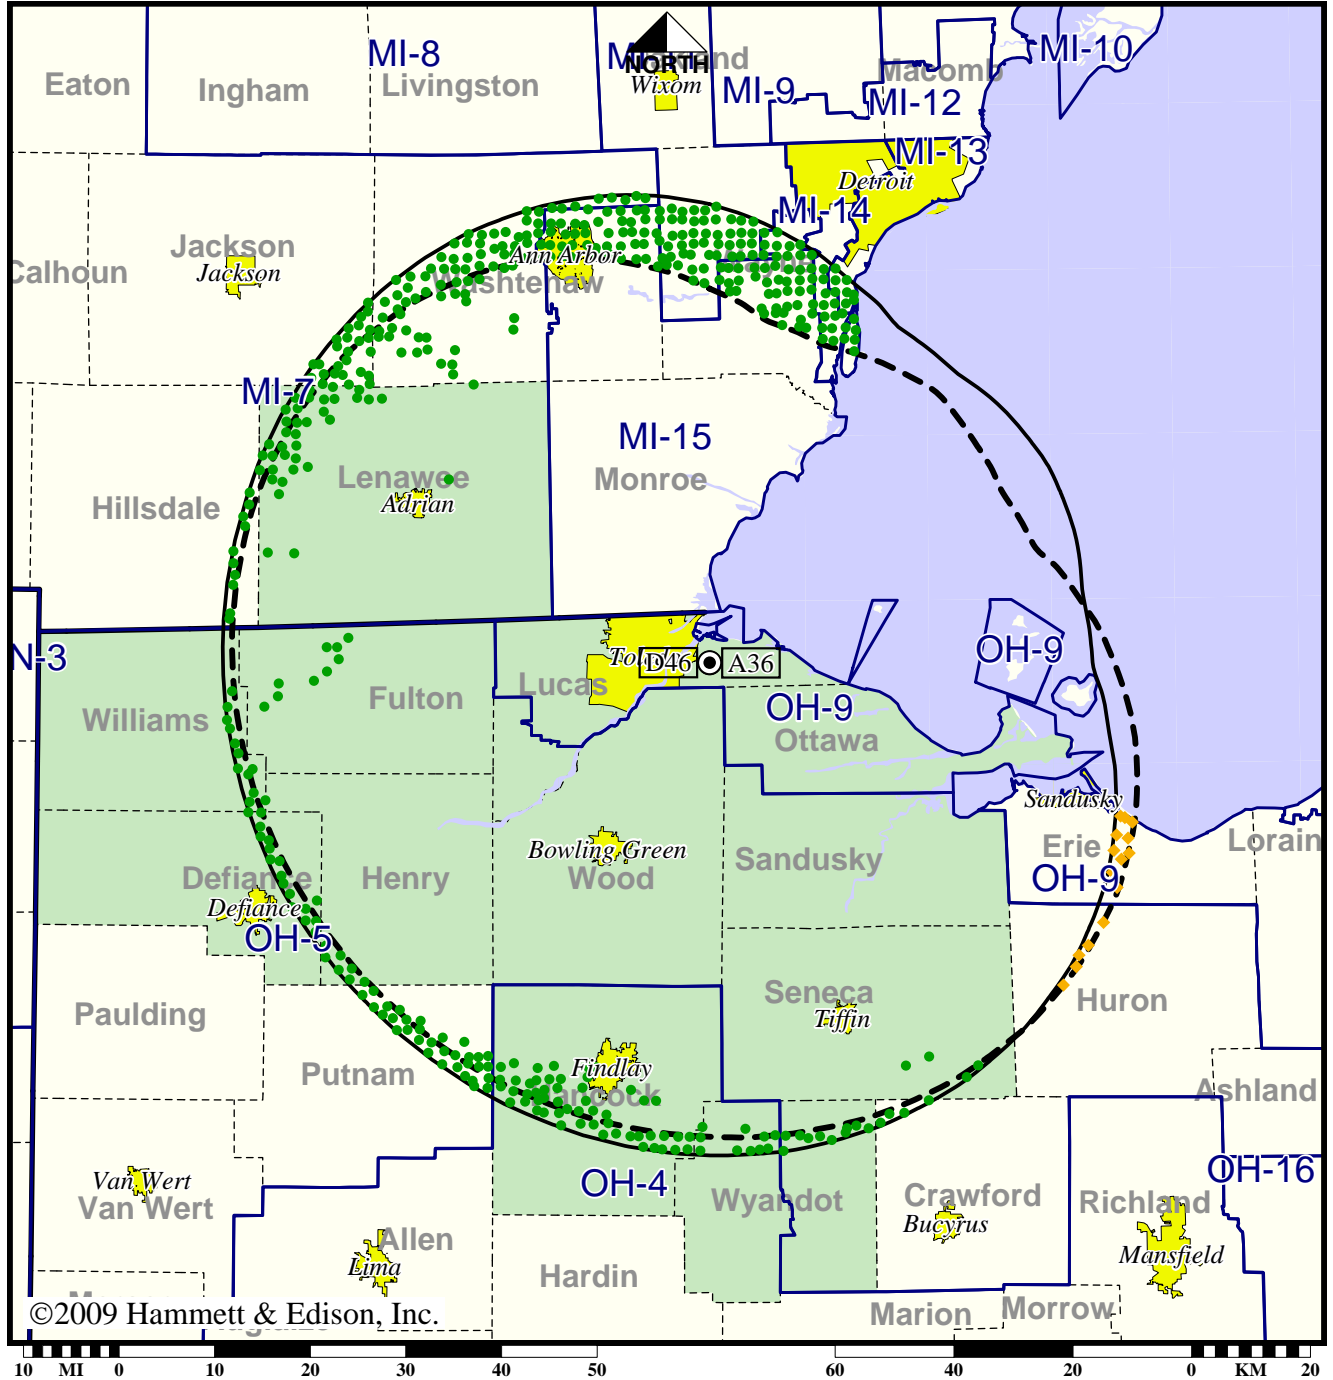 MI-8
MI-10
Eaton
Ingham
Livingston
NORTH
Wixom
MI-9
Macomb
MI-12
MI-13
Detroit
MI-14
Jackson
Jackson
Calhoun
Ann Arbor
Washtenaw
MI-7
MI-15
Lenawee
Monroe
Adrian
Hillsdale
N-3
D46
A36
OH-9
Lucas
Fulton
Williams
OH-9
Ottawa
Sandusky
Erie
Lorain
Bowling Green
Wood
Sandusky
OH-9
Henry
Defiance
Defiance
OH-5
Seneca
Tiffin
Huron
Paulding
Putnam
Findlay
Hancock
Ashland
Van Wert
Van Wert
OH-4
Wyandot
Crawford
Bucyrus
Richland
OH-16
Mansfield
Allen
Lima
Hardin
Marion
Morrow
©2009 Hammett & Edison, Inc.
10 MI 0 10 20 30 40 50 60 40 20 0 KM 20